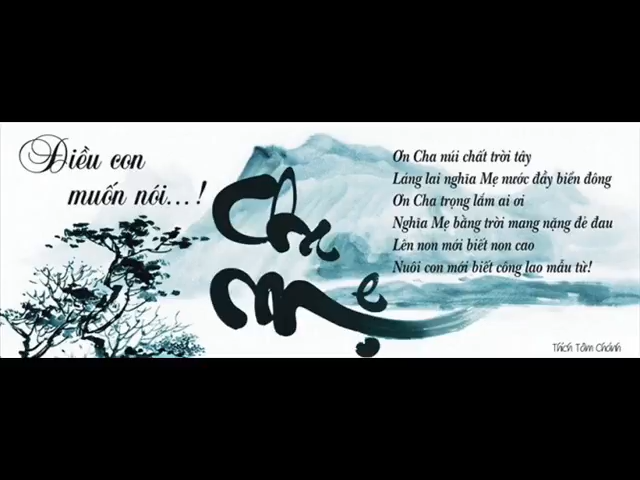 Điều con
muốn nói...!
Cha
Mẹ
Ơn Cha núi chất trời tây
Láng lai nghĩa Mẹ mước đầy biển đông
Ơn Cha trọng lắm ai ơi
Nghĩa Mẹ bằng trời mang nặng đẻ đau
Lên non mới biết non cao
Nuôi con mới biết công lao mẫu từ!
Thích Tâm Chánh